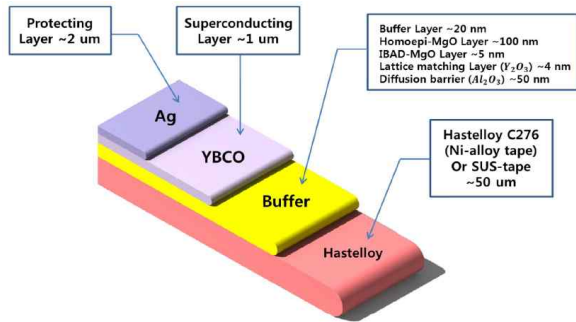 Protecting
Layer ~2 um
Superconducting
Layer ~1 um
Buffer Layer ~20 nm
Homoepi-MgO Layer ~100 nm
IBAD-MgO Layer ~5 nm
Lattice matching Layer (Y₂O₃) ~4 nm
Diffusion barrier (Al₂O₃) ~50 nm
Hastelloy C276
(Ni-alloy tape)
Or SUS-tape
~50 um
Ag
YBCO
Buffer
Hastelloy